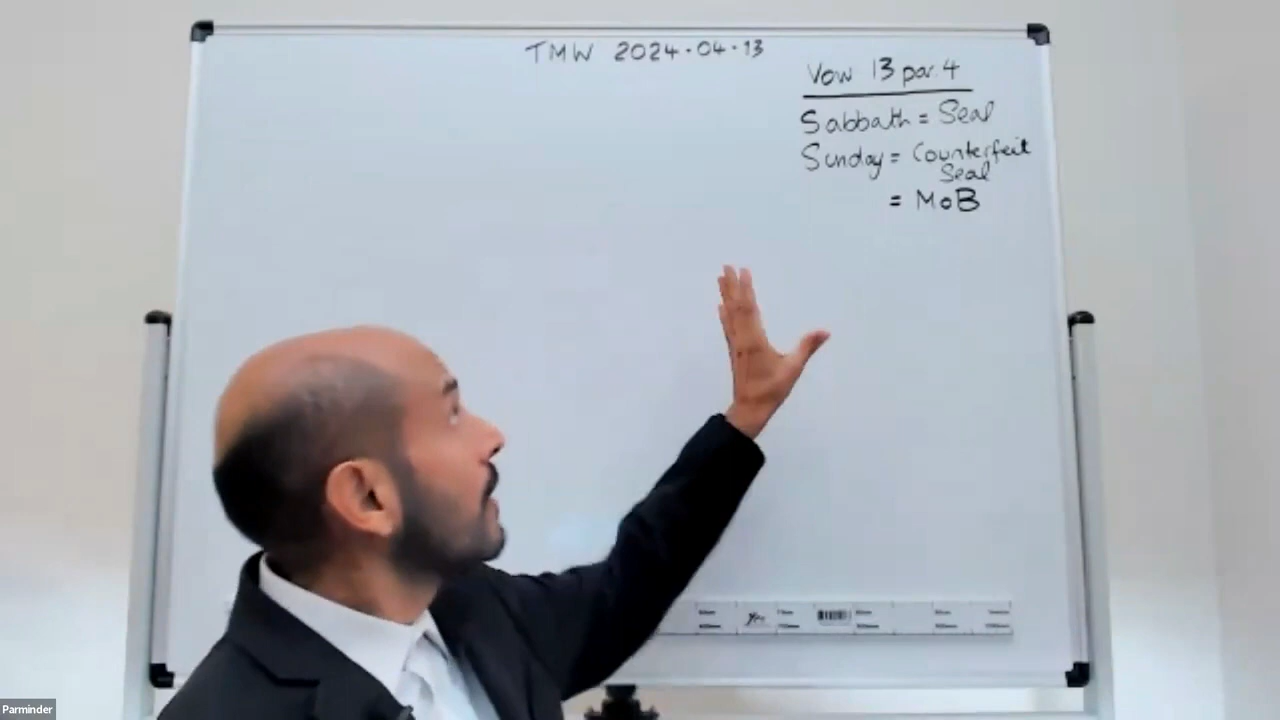 TMW 2024.04.13
Vow 13 par.4
Sabbath = Seal
Sunday = Counterfeit
Seal
= MoB
Parminder